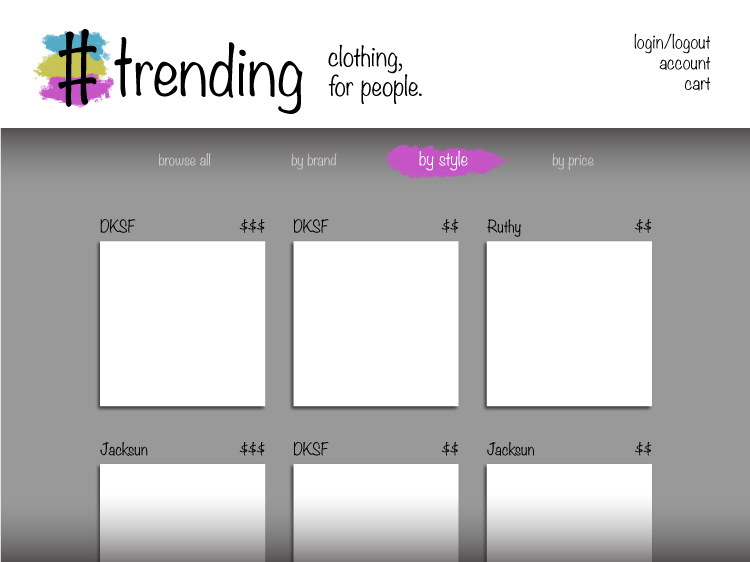 #trending
clothing,
for people.
login/logout
account
cart
browse all
by brand
by style
by price
DKSF $$$
DKSF $$
Ruthy $$
Jacksun $$$
DKSF $$
Jacksun $$